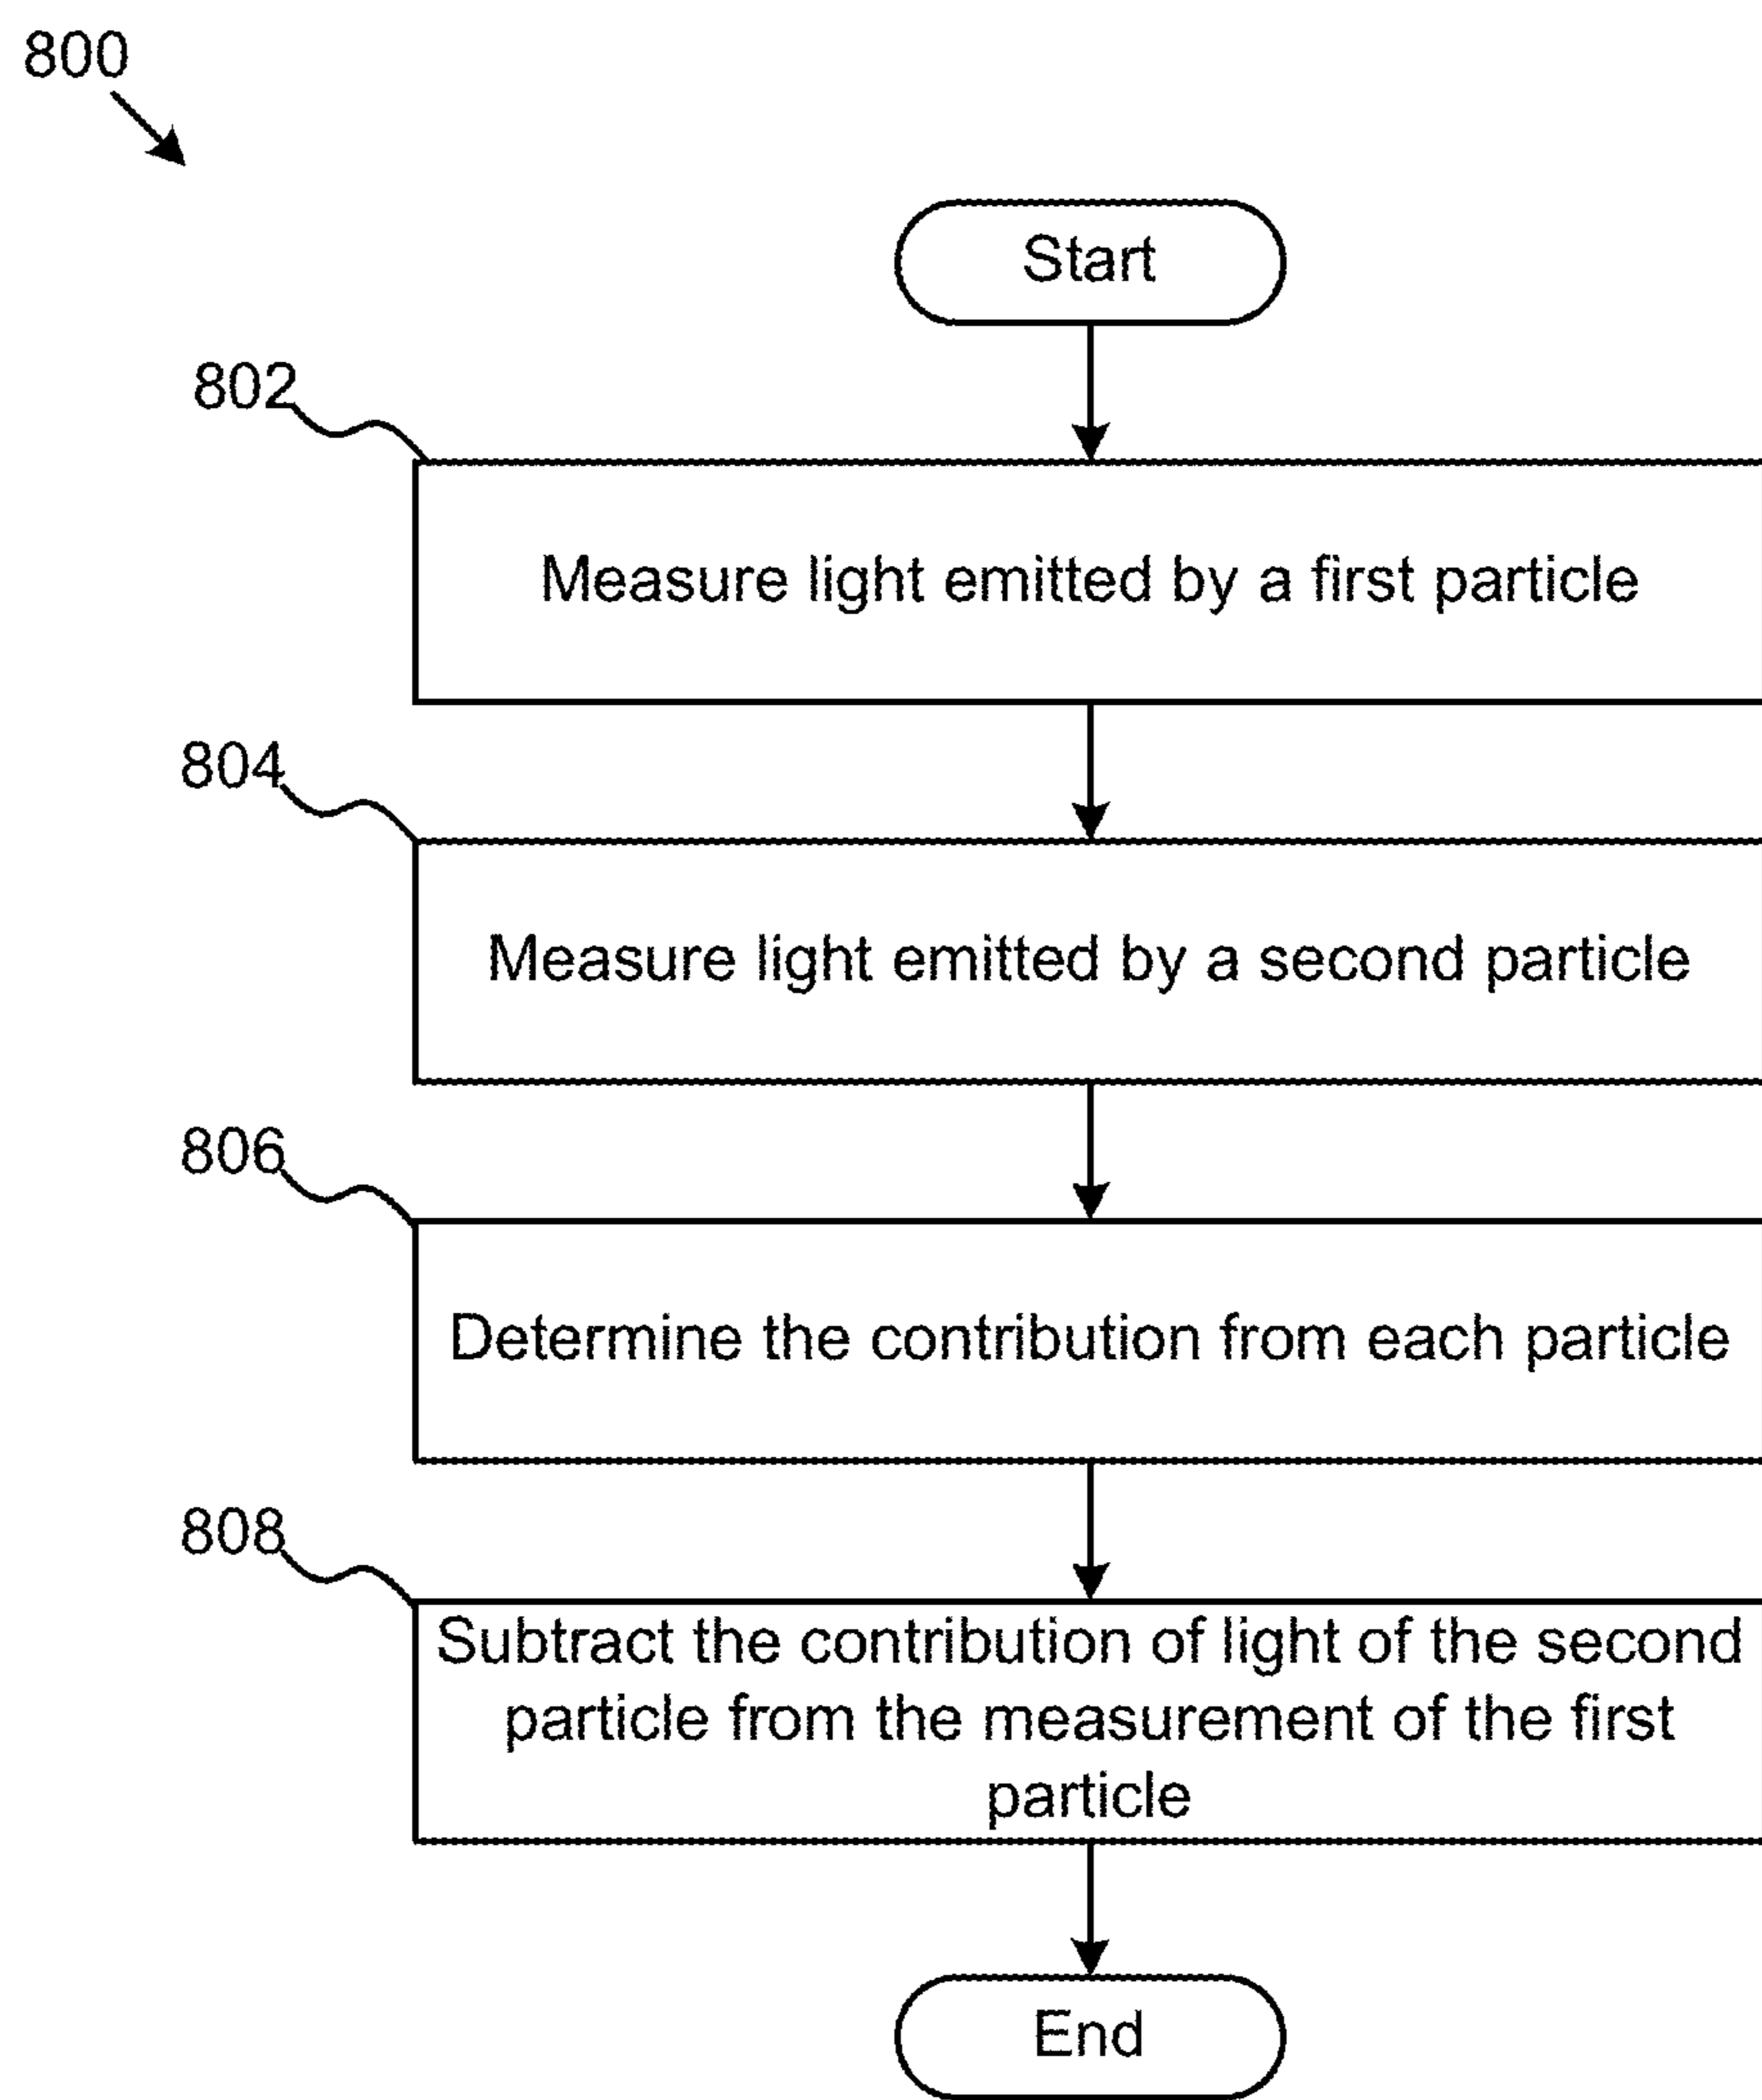 800
Start
802
Measure light emitted by a first particle
804
Measure light emitted by a second particle
806
Determine the contribution from each particle
808
Subtract the contribution of light of the second
particle from the measurement of the first
particle
End